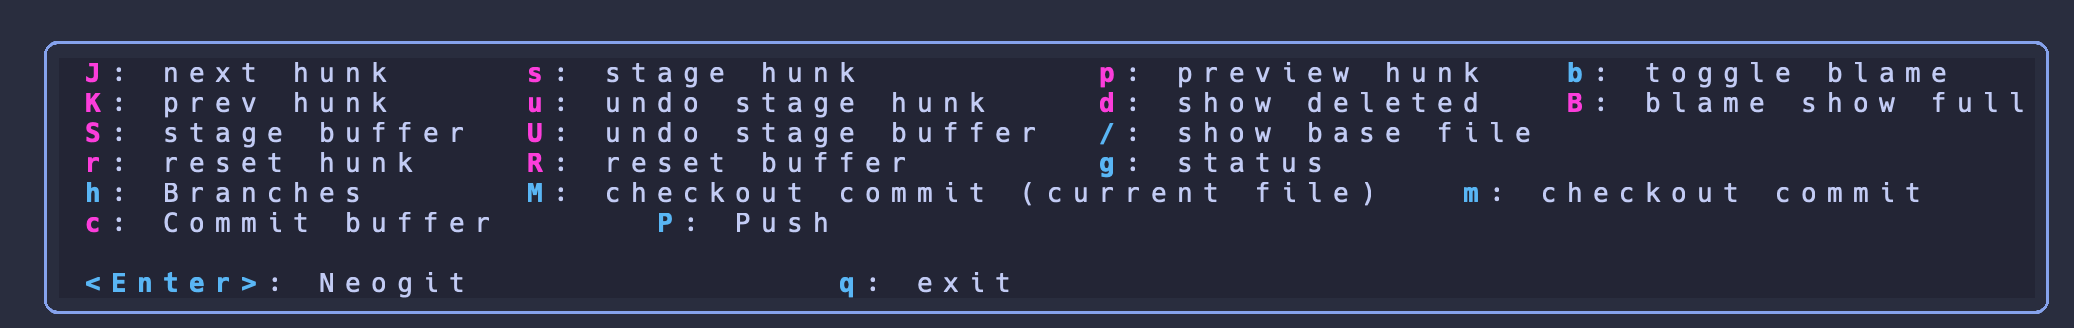 J: next hunk s: stage hunk p: preview hunk b: toggle blame
K: prev hunk u: undo stage hunk d: show deleted B: blame show full
S: stage buffer U: undo stage buffer /: show base file
r: reset hunk R: reset buffer g: status
h: Branches M: checkout commit (current file) m: checkout commit
c: Commit buffer P: Push
<Enter>: Neogit q: exit